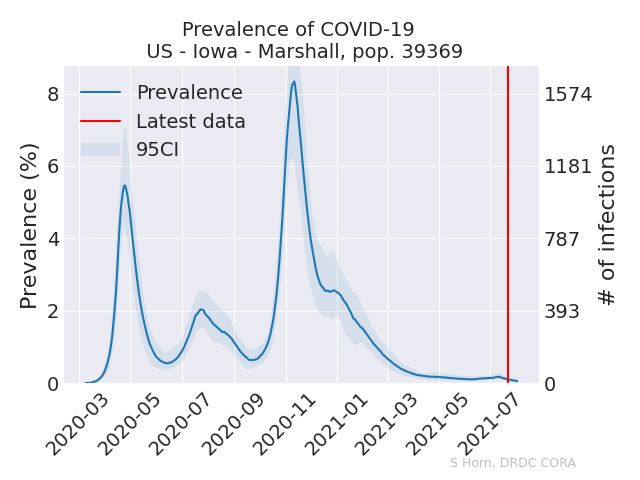 Prevalence of COVID-19
US - Iowa - Marshall, pop. 39369
Prevalence (%)
8
6
4
2
0
Prevalence
Latest data
95CI
1574
1181
787
393
0
# of infections
2020-03
2020-05
2020-07
2020-09
2020-11
2021-01
2021-03
2021-05
2021-07
S Horn, DRDC CORA